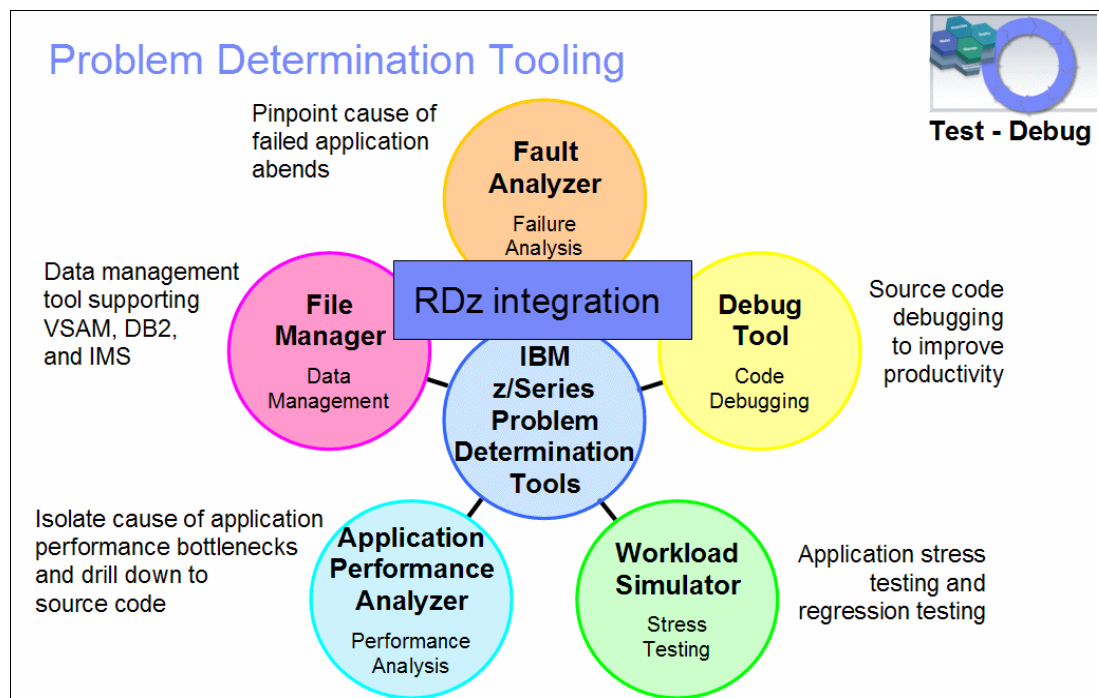 Problem Determination Tooling
Test - Debug
Pinpoint cause of
failed application
abends
Fault
Analyzer
Failure
Analysis
Data management
tool supporting
VSAM, DB2,
and IMS
File
Manager
Data
Management
RDz integration
Debug
Tool
Code
Debugging
Source code
debugging
to improve
productivity
IBM
z/Series
Problem
Determination
Tools
Isolate cause of application
performance bottlenecks
and drill down to
source code
Application
Performance
Analyzer
Performance
Analysis
Workload
Simulator
Stress
Testing
Application stress
testing and
regression testing